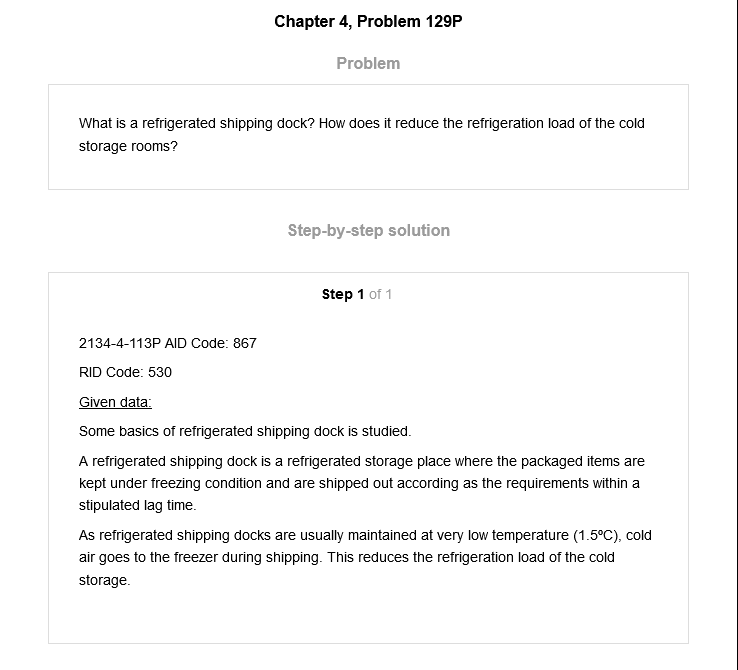 Chapter 4, Problem 129P
Problem
What is a refrigerated shipping dock? How does it reduce the refrigeration load of the cold
storage rooms?
Step-by-step solution
Step 1 of 1
2134-4-113P AID Code: 867
RID Code: 530
Given data:
Some basics of refrigerated shipping dock is studied.
A refrigerated shipping dock is a refrigerated storage place where the packaged items are
kept under freezing condition and are shipped out according as the requirements within a
stipulated lag time.
As refrigerated shipping docks are usually maintained at very low temperature (1.5ºC), cold
air goes to the freezer during shipping. This reduces the refrigeration load of the cold
storage.